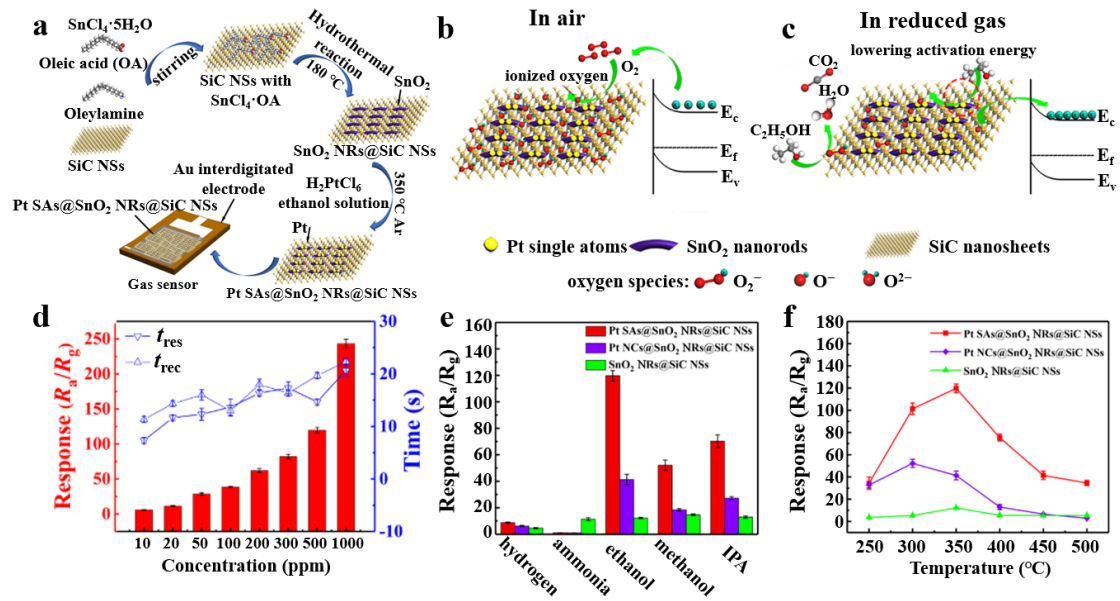 a
SnCl4·5H2O
Oleic acid (OA)
Oleylamine
SiC NSs
stirring
SiC NSs with
SnCl4·OA
Hydrothermal
reaction
180 °C
SnO2
SnO2 NRs@SiC NSs
H2PtCl6
ethanol solution
350 °C Ar
Au interdigitated
electrode
Pt SAs@SnO2 NRs@SiC NSs
Gas sensor
Pt
Pt SAs@SnO2 NRs@SiC NSs
b
In air
O2
ionized oxygen
Ec
Ef
Ev
c
In reduced gas
lowering activation energy
CO2
H2O
C2H5OH
Ec
Ef
Ev
Pt single atoms
SnO2 nanorods
SiC nanosheets
oxygen species:
O2⁻
O⁻
O²⁻
d
Response (Ra/Rg)
250
200
150
100
50
0
tres
trec
30
20
10
0
-10
Time (s)
10 20 50 100 200 300 500 1000
Concentration (ppm)
e
Response (Ra/Rg)
160
140
120
100
80
60
40
20
0
Pt SAs@SnO2 NRs@SiC NSs
Pt NCs@SnO2 NRs@SiC NSs
SnO2 NRs@SiC NSs
hydrogen
ammonia
ethanol
methanol
IPA
f
Response (Ra/Rg)
180
160
140
120
100
80
60
40
20
0
Pt SAs@SnO2 NRs@SiC NSs
Pt NCs@SnO2 NRs@SiC NSs
SnO2 NRs@SiC NSs
250 300 350 400 450 500
Temperature (°C)